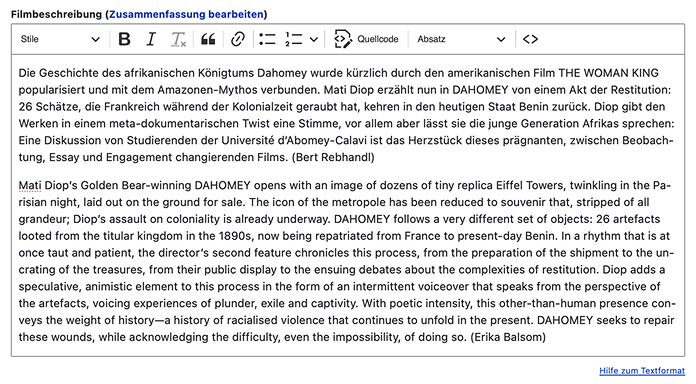 Filmbeschreibung (Zusammenfassung bearbeiten)
Stile B I Tx Quellcode Absatz
Die Geschichte des afrikanischen Königtums Dahomey wurde kürzlich durch den amerikanischen Film THE WOMAN KING
popularisiert und mit dem Amazonen-Mythos verbunden. Mati Diop erzählt nun in DAHOMEY von einem Akt der Restitution:
26 Schätze, die Frankreich während der Kolonialzeit geraubt hat, kehren in den heutigen Staat Benin zurück. Diop gibt den
Werken in einem meta-dokumentarischen Twist eine Stimme, vor allem aber lässt sie die junge Generation Afrikas sprechen:
Eine Diskussion von Studierenden der Université d’Abomey-Calavi ist das Herzstück dieses prägnanten, zwischen Beobach-
tung, Essay und Engagement changierenden Films. (Bert Rebhandl)
Mati Diop’s Golden Bear-winning DAHOMEY opens with an image of dozens of tiny replica Eiffel Towers, twinkling in the Pa-
risian night, laid out on the ground for sale. The icon of the metropole has been reduced to souvenir that, stripped of all
grandeur; Diop’s assault on coloniality is already underway. DAHOMEY follows a very different set of objects: 26 artefacts
looted from the titular kingdom in the 1890s, now being repatriated from France to present-day Benin. In a rhythm that is at
once taut and patient, the director’s second feature chronicles this process, from the preparation of the shipment to the un-
crating of the treasures, from their public display to the ensuing debates about the complexities of restitution. Diop adds a
speculative, animistic element to this process in the form of an intermittent voiceover that speaks from the perspective of
the artefacts, voicing experiences of plunder, exile and captivity. With poetic intensity, this other-than-human presence con-
veys the weight of history—a history of racialised violence that continues to unfold in the present. DAHOMEY seeks to repair
these wounds, while acknowledging the difficulty, even the impossibility, of doing so. (Erika Balsom)
Hilfe zum Textformat